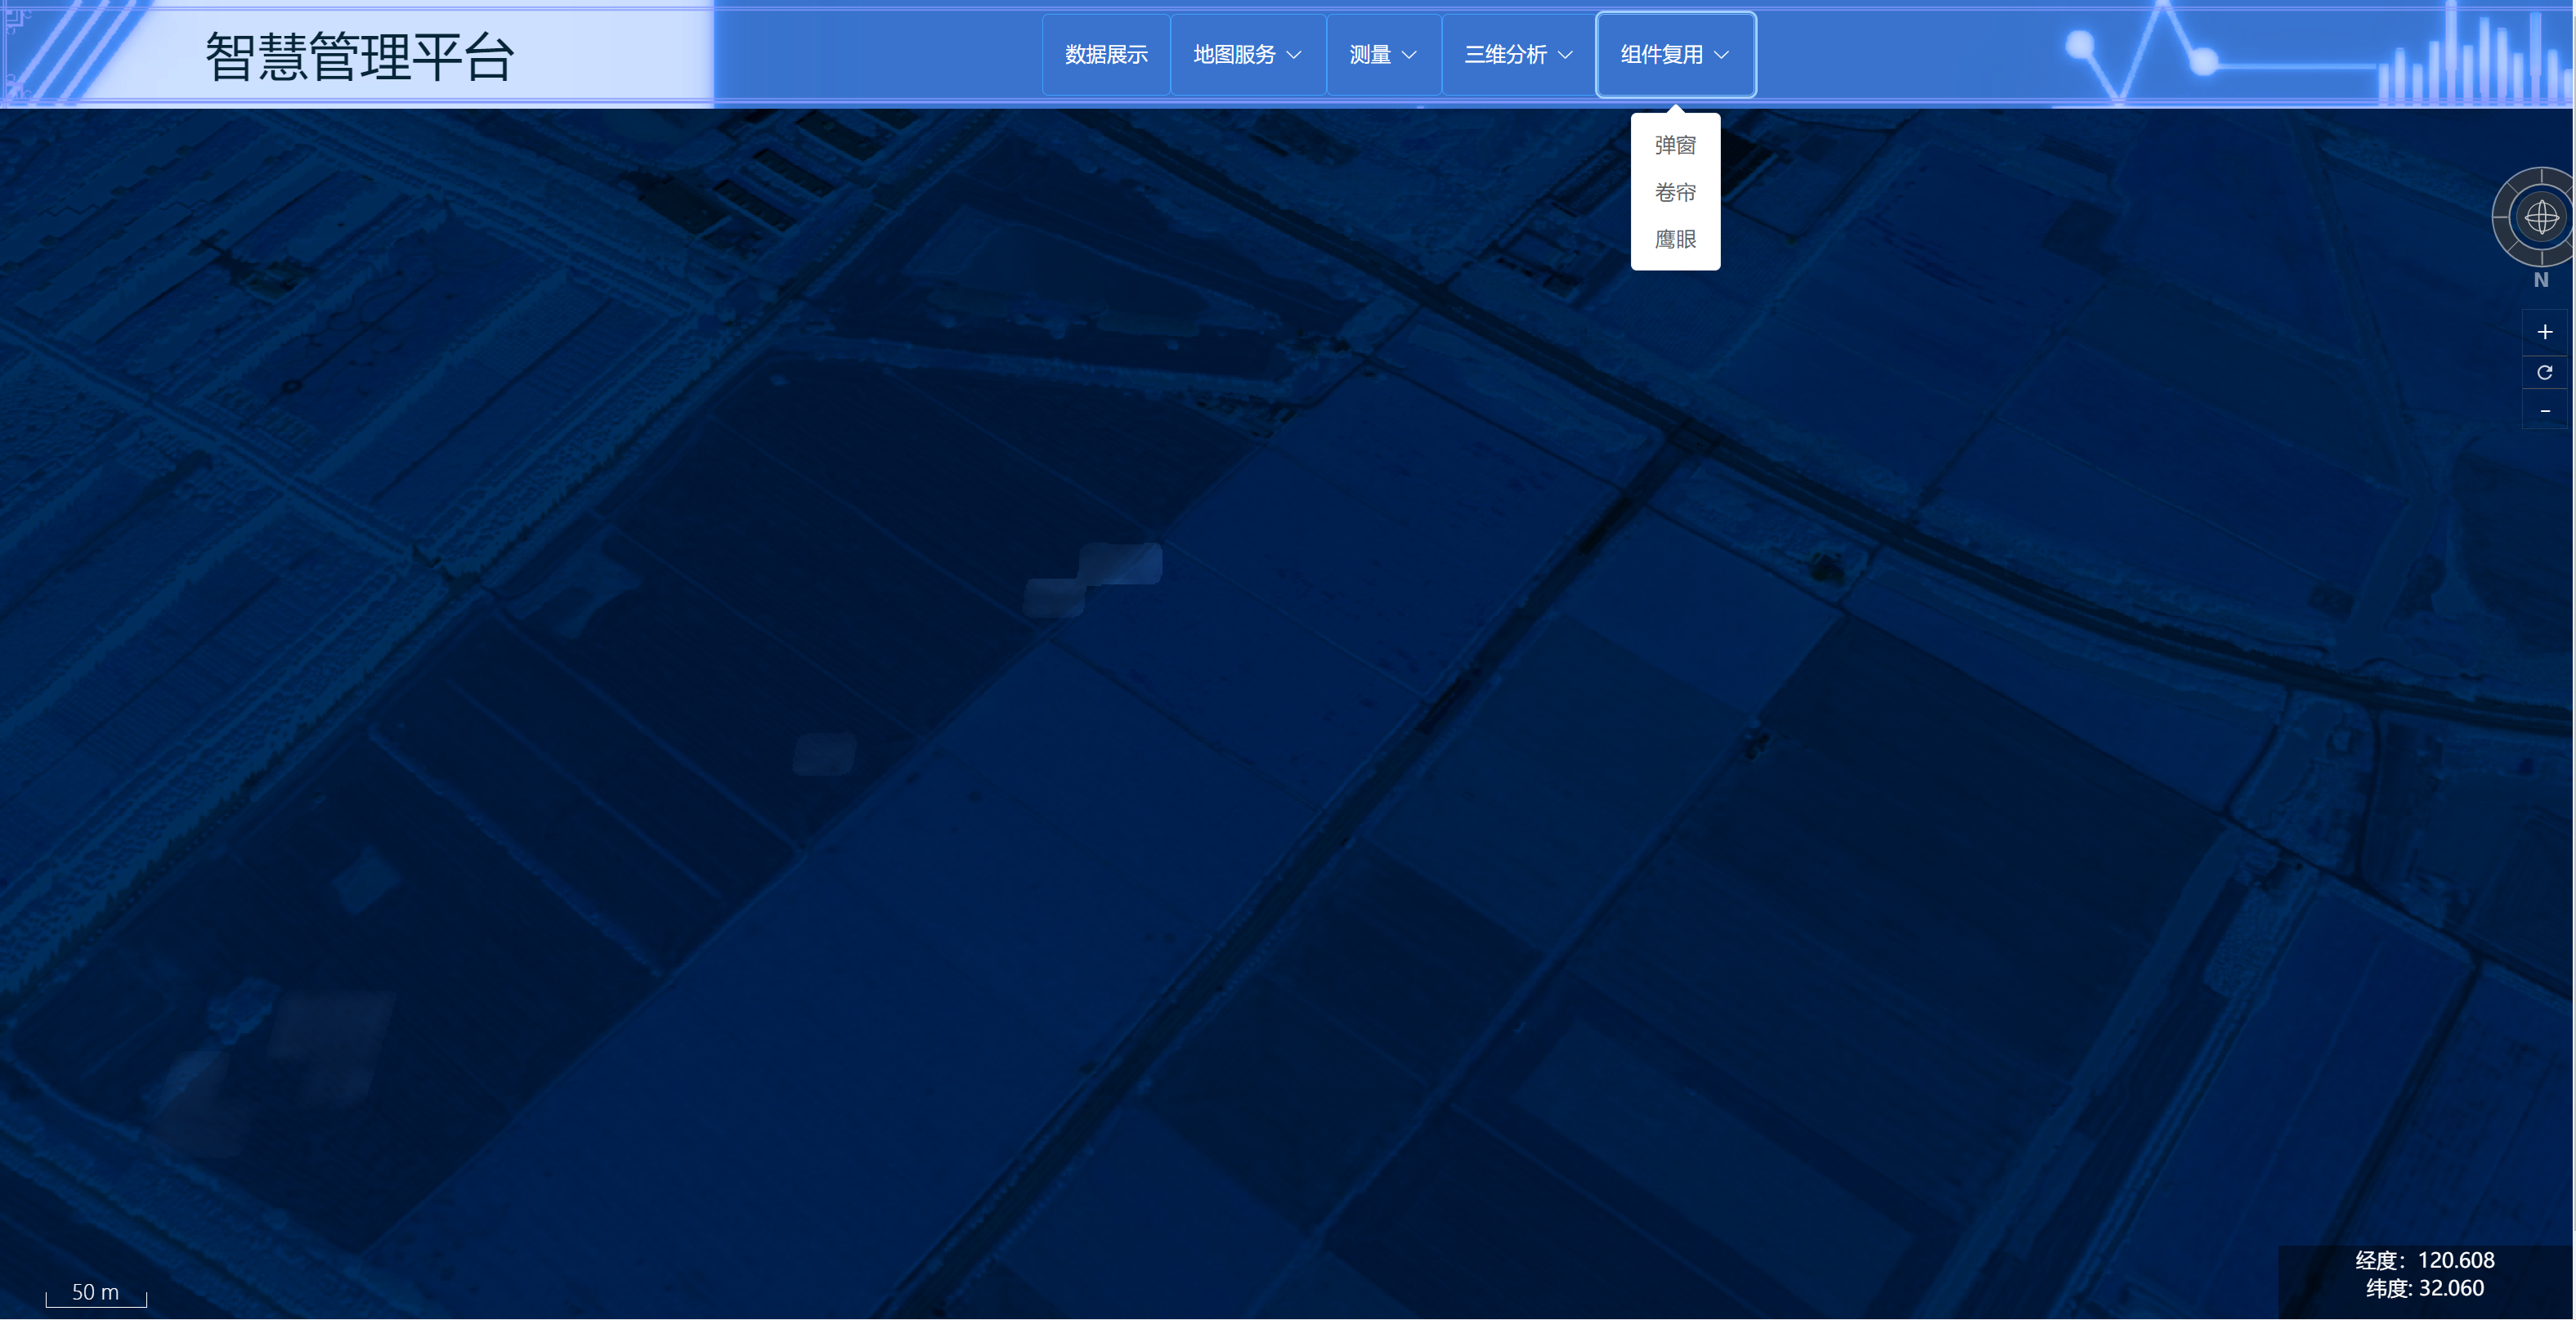 智慧管理平台
数据展示
地图服务
测量
三维分析
组件复用
弹窗
卷帘
鹰眼
N
+
-
50 m
经度：120.608
纬度: 32.060